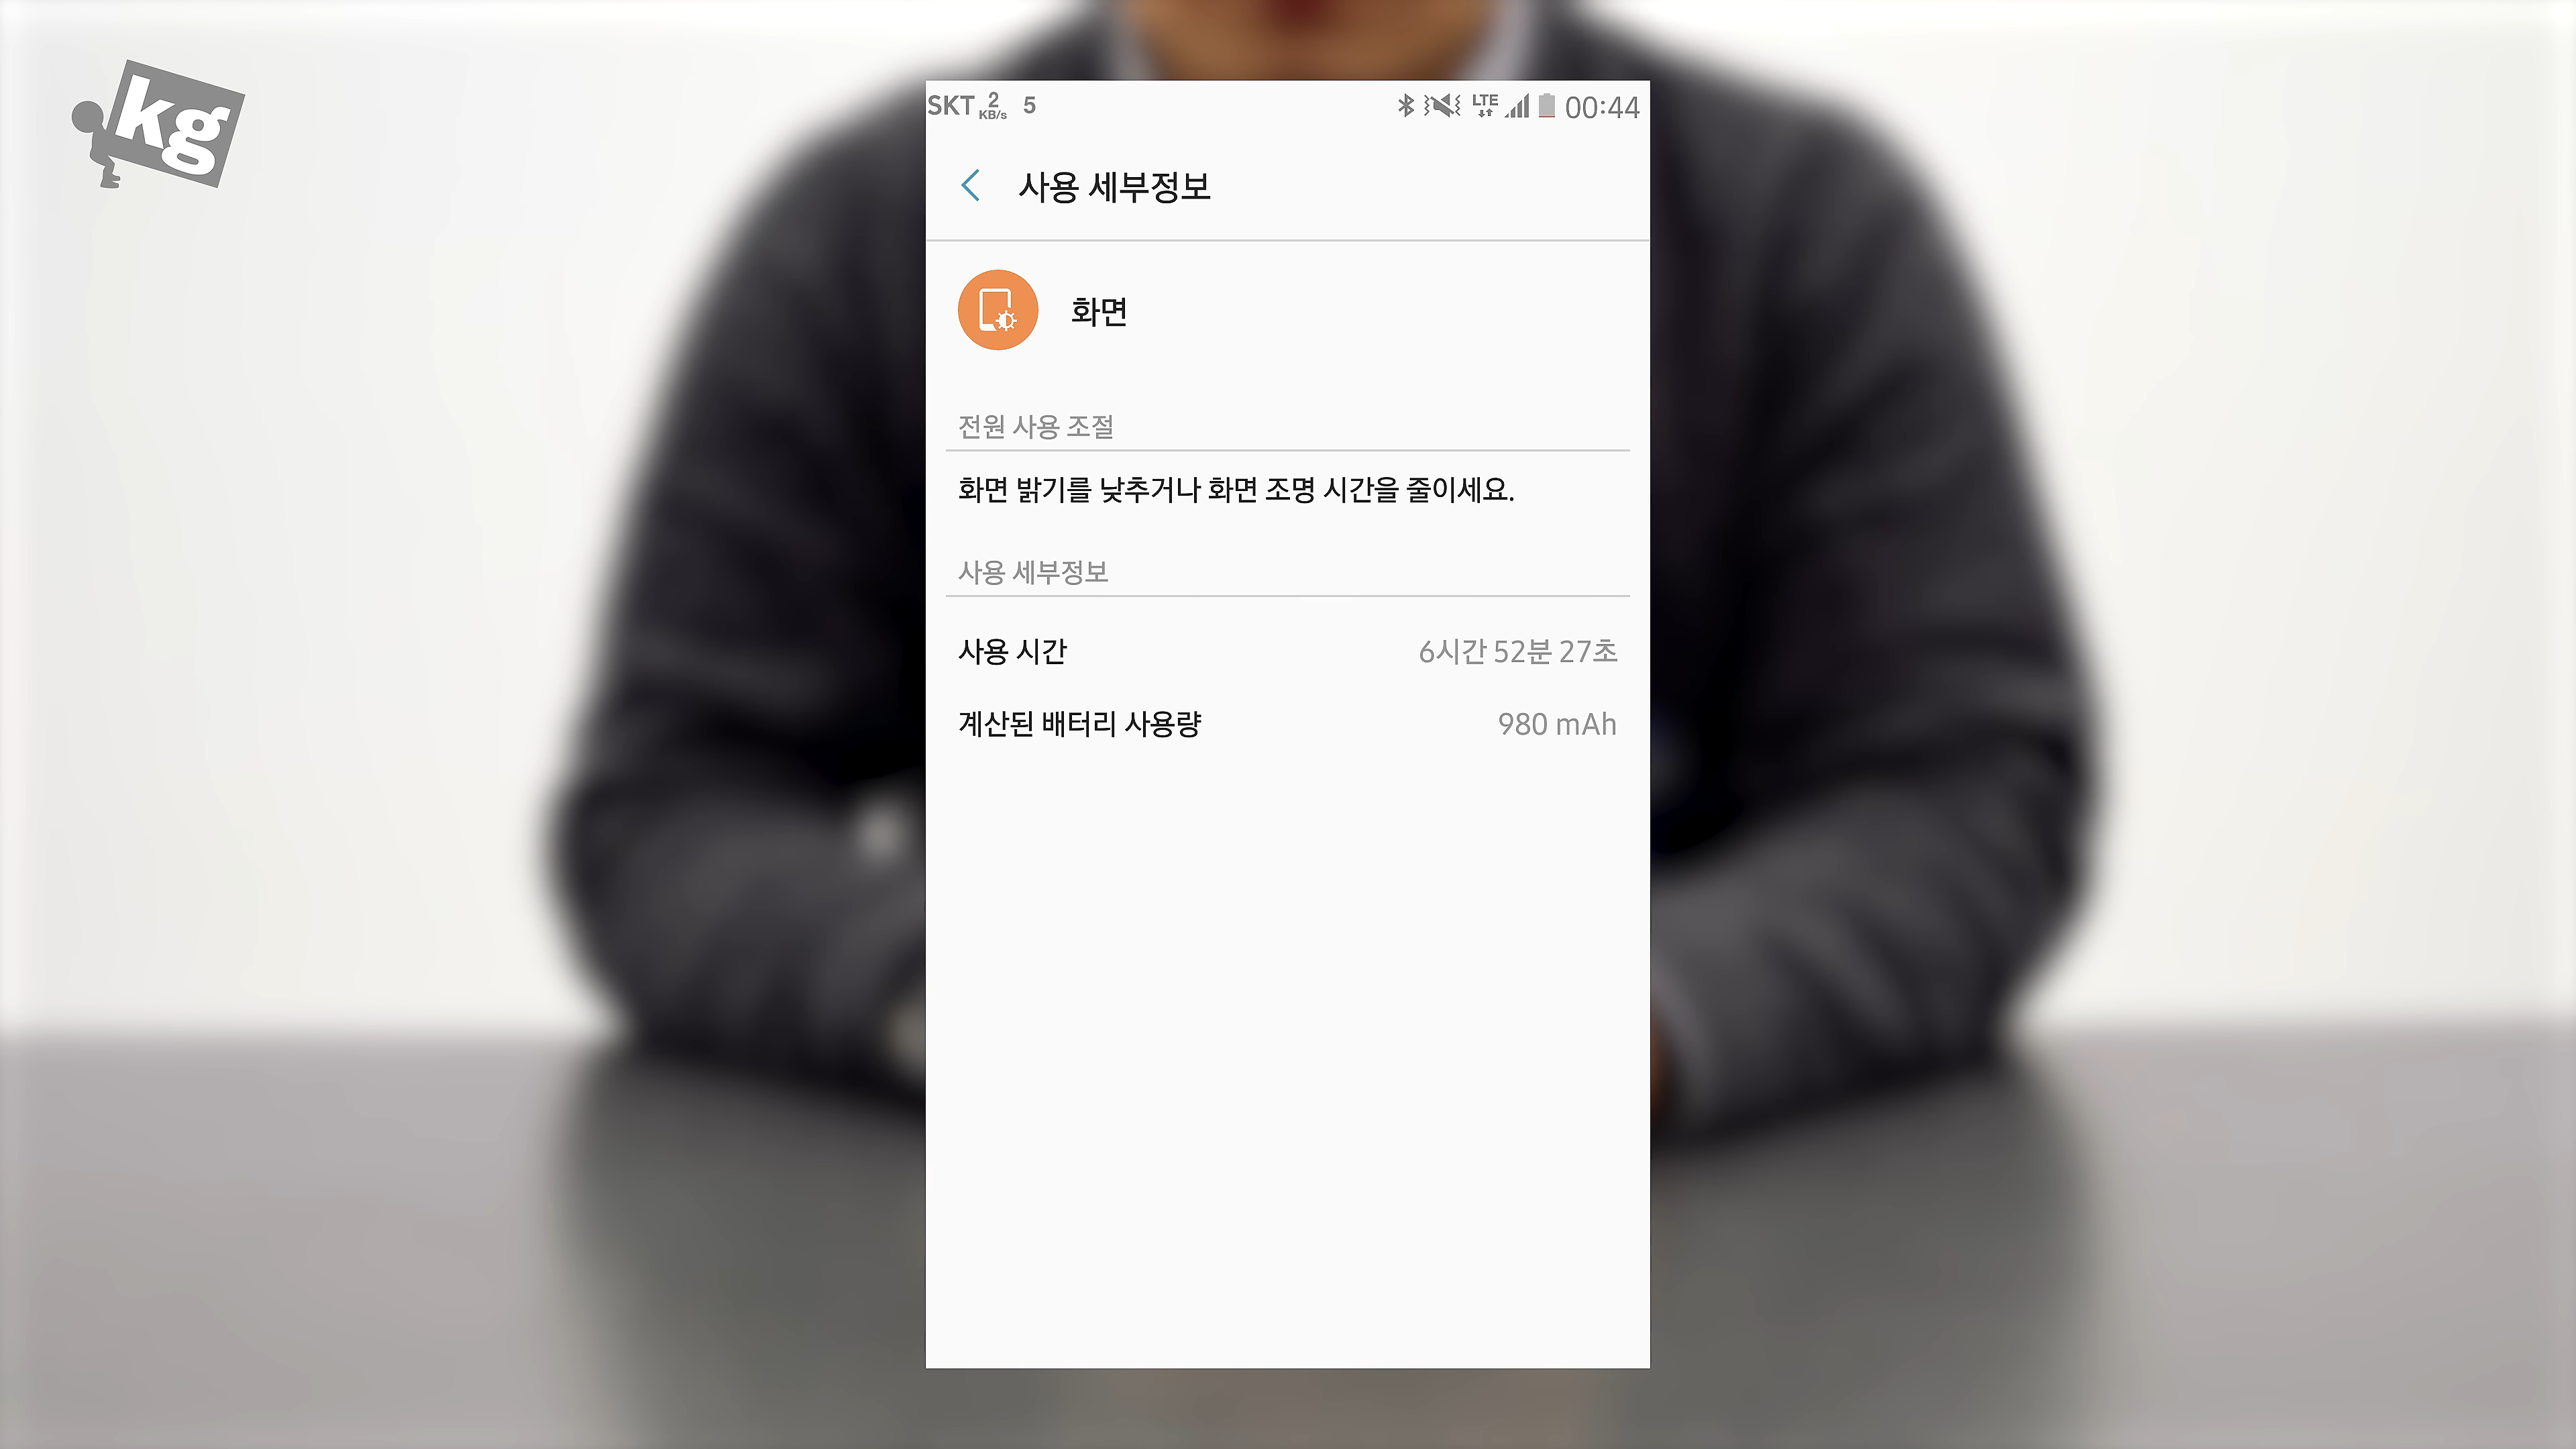 kg
SKT 2 KB/s 5 LTE 00:44
사용 세부정보
화면
전원 사용 조절
화면 밝기를 낮추거나 화면 조명 시간을 줄이세요.
사용 세부정보
사용 시간 6시간 52분 27초
계산된 배터리 사용량 980 mAh